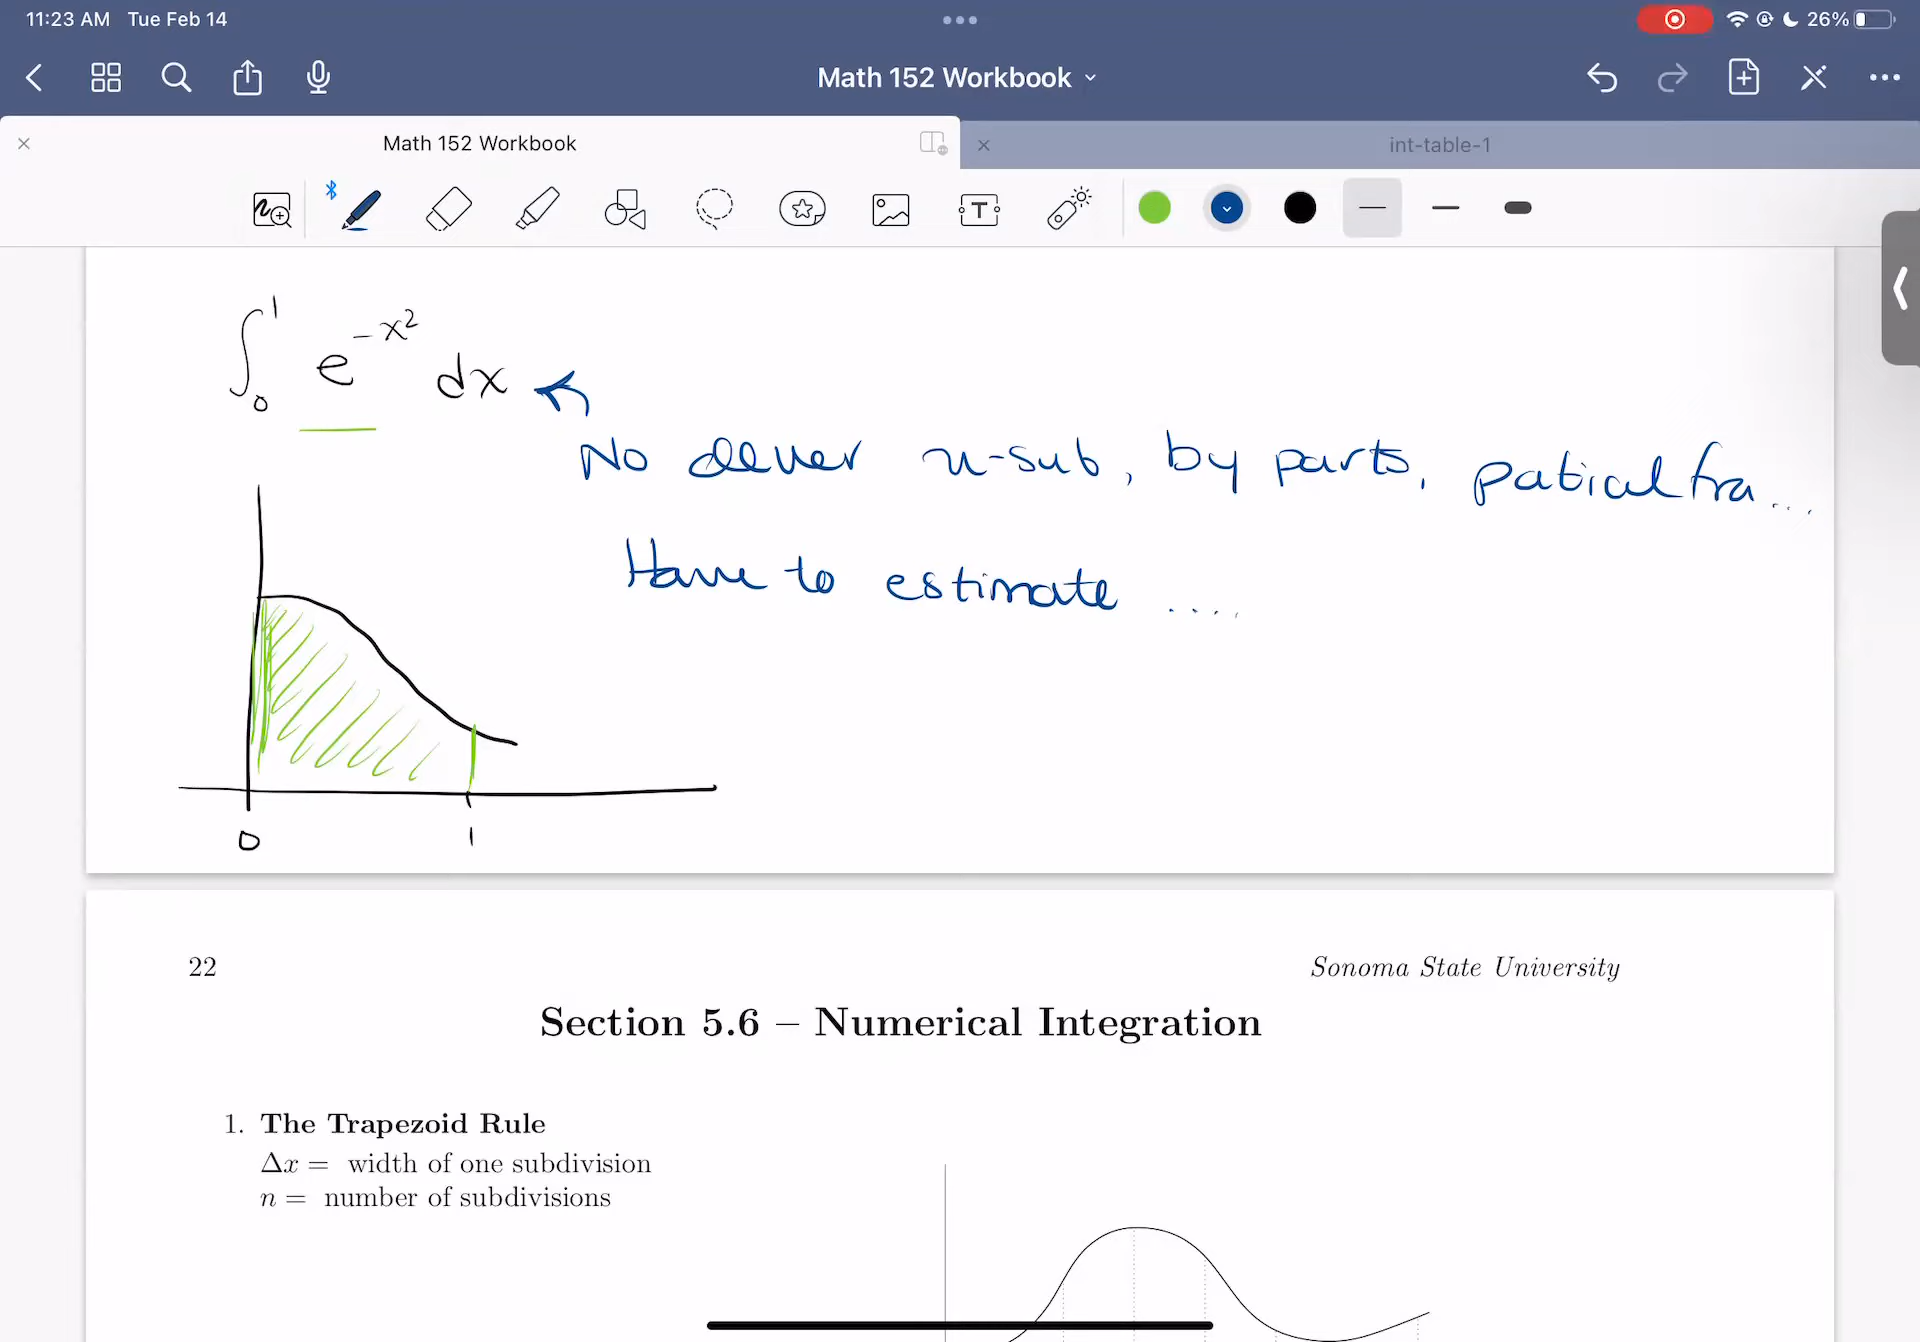 11:23 AM Tue Feb 14
26%
Math 152 Workbook
Math 152 Workbook
int-table-1
T
∫₀¹ e^{-x²} dx
No clever u-sub, by parts, patical fra....
Have to estimate ....
0 1
22 Sonoma State University
Section 5.6 – Numerical Integration
1. The Trapezoid Rule
Δx = width of one subdivision
n = number of subdivisions